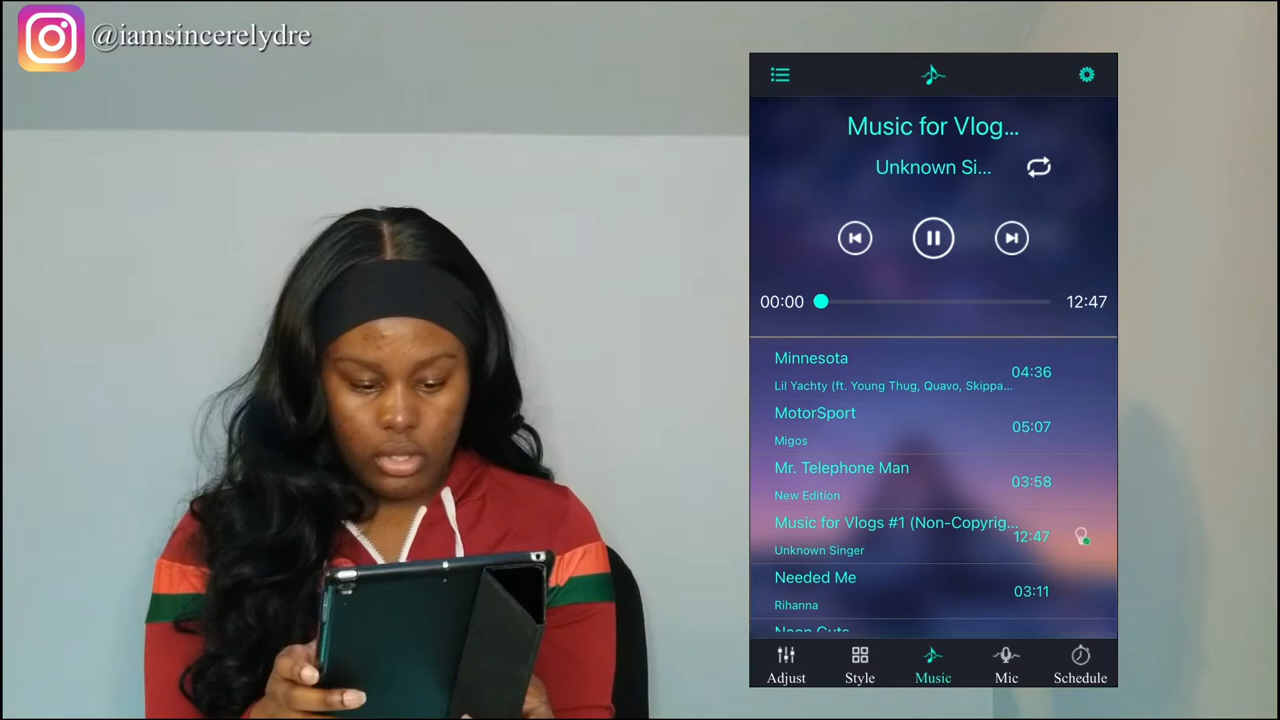 @iamsincerelydre
Music for Vlog...
Unknown Si...
00:00
12:47
Minnesota
04:36
Lil Yachty (ft. Young Thug, Quavo, Skippa...
MotorSport
05:07
Migos
Mr. Telephone Man
03:58
New Edition
Music for Vlogs #1 (Non-Copyrig...
12:47
Unknown Singer
Needed Me
03:11
Rihanna
Adjust Style Music Mic Schedule